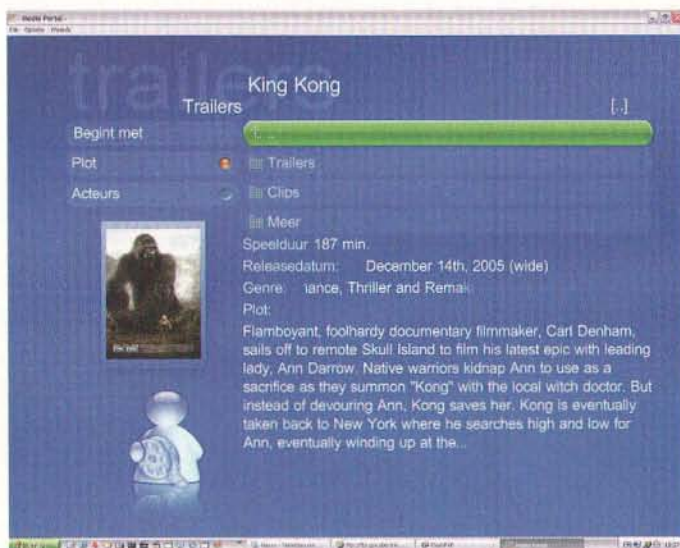 Media Portal -
trailers
King Kong
Trailers
[..]
Begint met
Plot
Trailers
Acteurs
Clips
Meer
Speelduur 187 min.
Releasedatum: December 14th, 2005 (wide)
Genre: iance, Thriller and Remak
Plot:
Flamboyant, foolhardy documentary filmmaker, Carl Denham,
sails off to remote Skull Island to film his latest epic with leading
lady, Ann Darrow. Native warriors kidnap Ann to use as a
sacrifice as they summon "Kong" with the local witch doctor. But
instead of devouring Ann, Kong saves her. Kong is eventually
taken back to New York where he searches high and low for
Ann, eventually winding up at the...